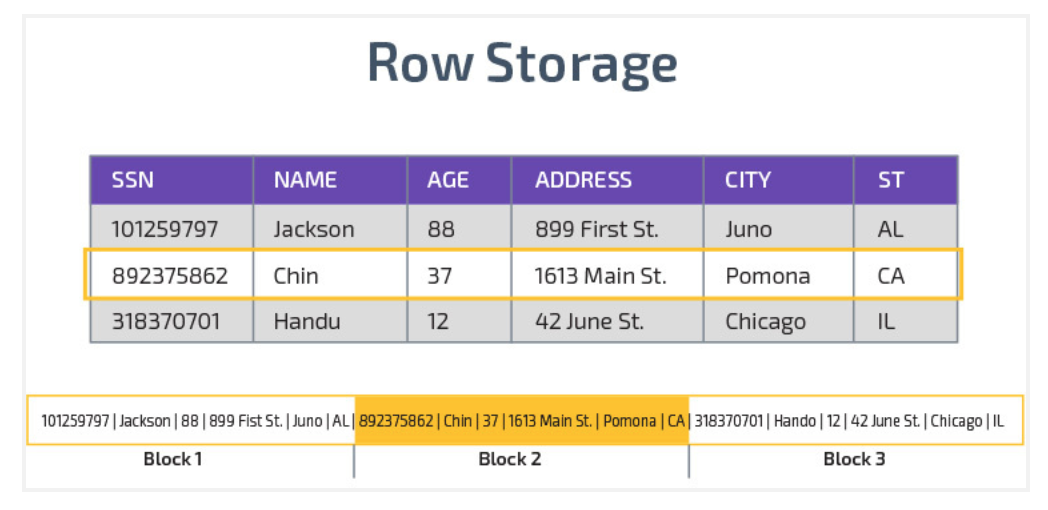 Row Storage
SSN NAME AGE ADDRESS CITY ST
101259797 Jackson 88 899 First St. Juno AL
892375862 Chin 37 1613 Main St. Pomona CA
318370701 Handu 12 42 June St. Chicago IL
101259797 | Jackson | 88 | 899 Fist St. | Juno | AL | 892375862 | Chin | 37 | 1613 Main St. | Pomona | CA | 318370701 | Hando | 12 | 42 June St. | Chicago | IL
Block 1 Block 2 Block 3